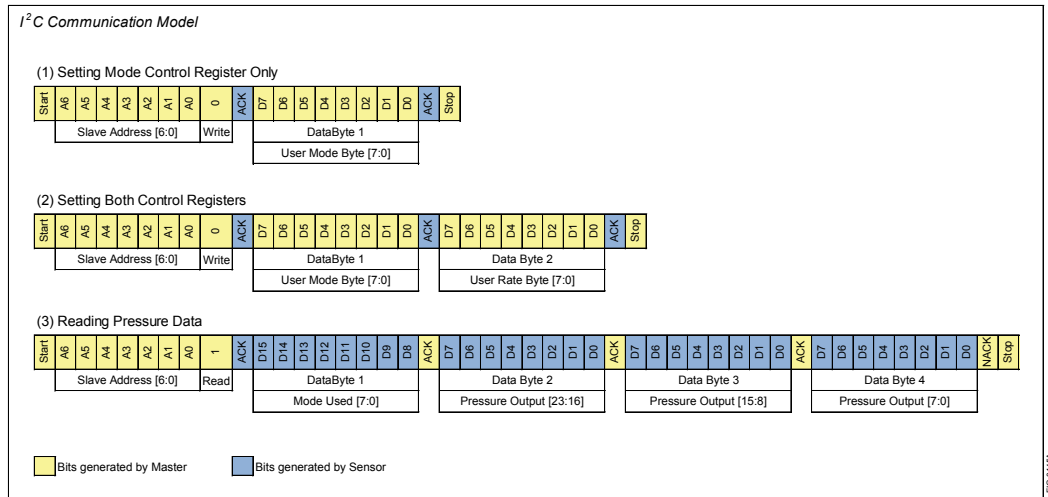 I²C Communication Model
(1) Setting Mode Control Register Only
Start A6 A5 A4 A3 A2 A1 A0 0 ACK D7 D6 D5 D4 D3 D2 D1 D0 ACK Stop
Slave Address [6:0] Write DataByte 1
User Mode Byte [7:0]
(2) Setting Both Control Registers
Start A6 A5 A4 A3 A2 A1 A0 0 ACK D7 D6 D5 D4 D3 D2 D1 D0 ACK D7 D6 D5 D4 D3 D2 D1 D0 ACK Stop
Slave Address [6:0] Write DataByte 1 Data Byte 2
User Mode Byte [7:0] User Rate Byte [7:0]
(3) Reading Pressure Data
Start A6 A5 A4 A3 A2 A1 A0 1 ACK D15 D14 D13 D12 D11 D10 D9 D8 ACK D7 D6 D5 D4 D3 D2 D1 D0 ACK D7 D6 D5 D4 D3 D2 D1 D0 ACK D7 D6 D5 D4 D3 D2 D1 D0 NACK Stop
Slave Address [6:0] Read DataByte 1 Data Byte 2 Data Byte 3 Data Byte 4
Mode Used [7:0] Pressure Output [23:16] Pressure Output [15:8] Pressure Output [7:0]
Bits generated by Master Bits generated by Sensor